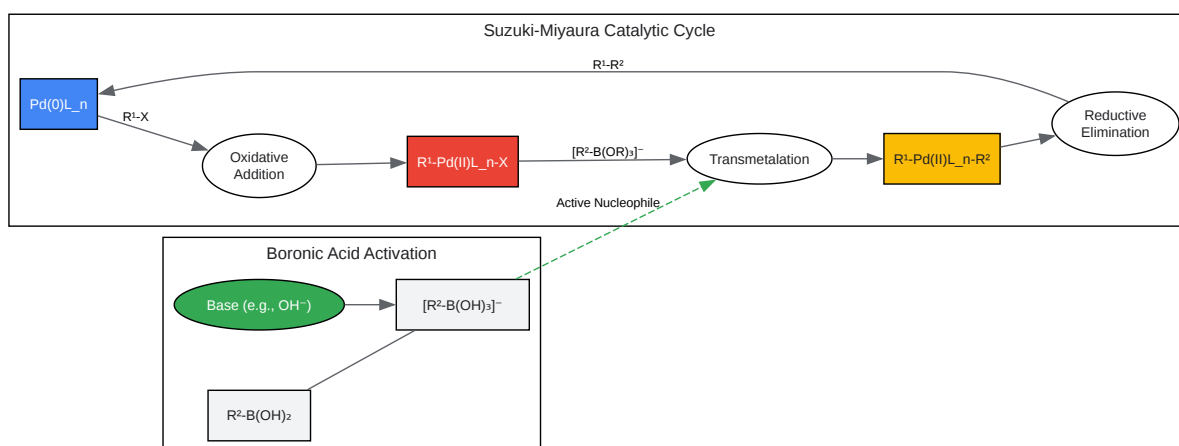 Suzuki-Miyaura Catalytic Cycle
R¹-R²
Pd(0)L_n
R¹-X
Oxidative
Addition
R¹-Pd(II)L_n-X
[R²-B(OR)₃]⁻
Transmetalation
R¹-Pd(II)L_n-R²
Reductive
Elimination
Active Nucleophile
Boronic Acid Activation
Base (e.g., OH⁻)
[R²-B(OH)₃]⁻
R²-B(OH)₂